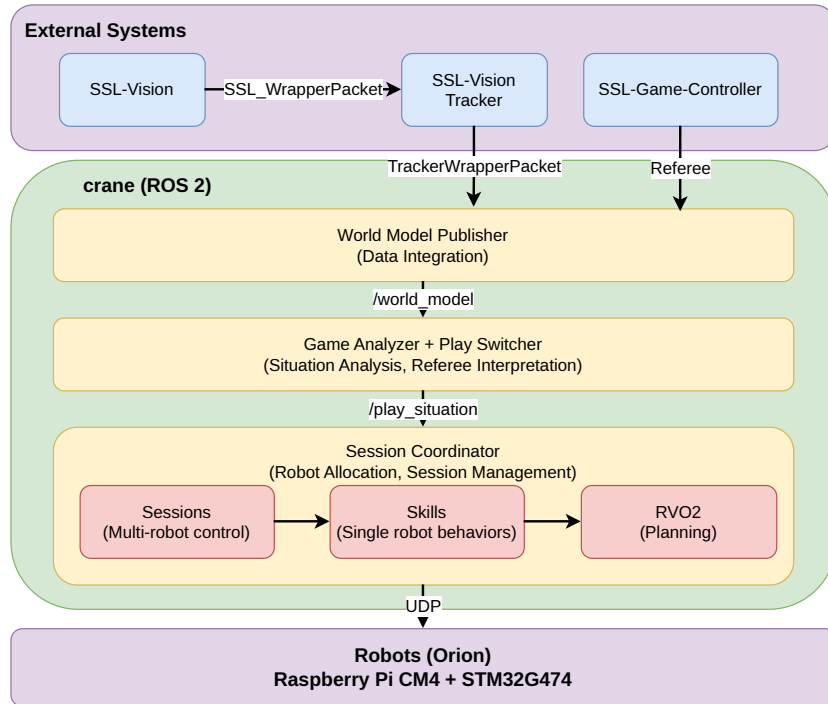 External Systems
SSL-Vision
SSL_WrapperPacket
SSL-Vision
Tracker
SSL-Game-Controller
TrackerWrapperPacket
Referee
crane (ROS 2)
World Model Publisher
(Data Integration)
/world_model
Game Analyzer + Play Switcher
(Situation Analysis, Referee Interpretation)
/play_situation
Session Coordinator
(Robot Allocation, Session Management)
Sessions
(Multi-robot control)
Skills
(Single robot behaviors)
RVO2
(Planning)
UDP
Robots (Orion)
Raspberry Pi CM4 + STM32G474